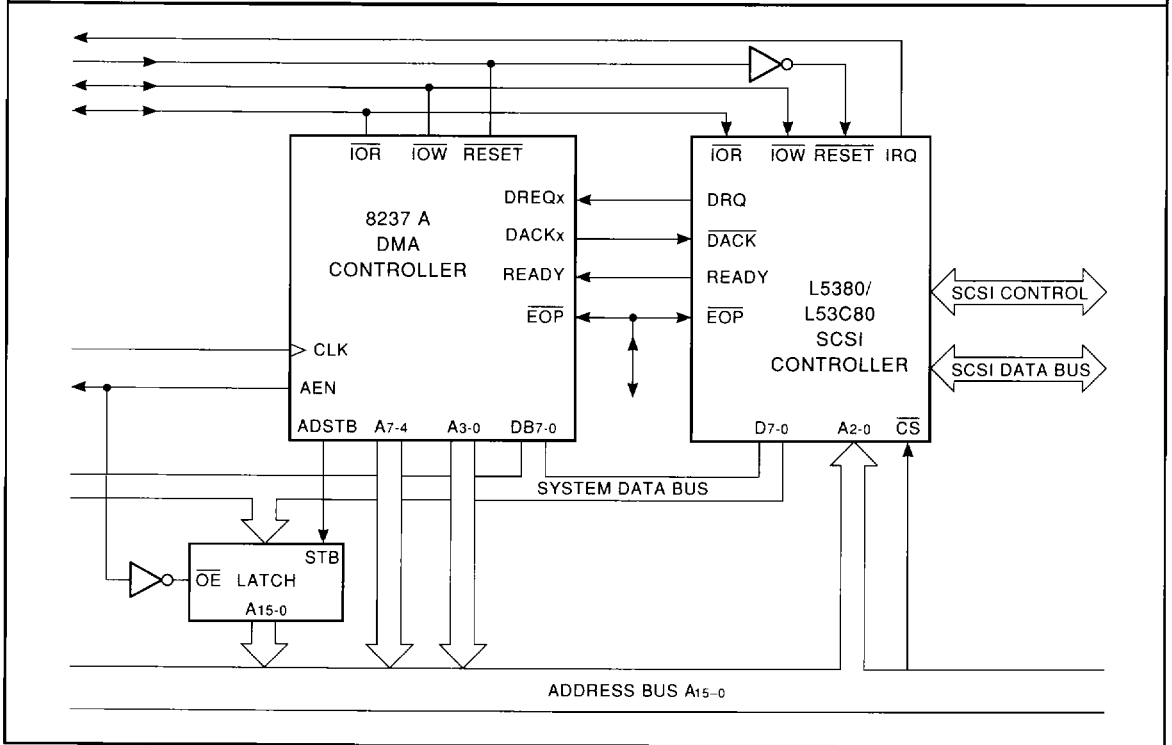 IOR IOW RESET
IOR IOW RESET IRQ
8237 A
DMA
CONTROLLER
DREQx
DACKx
READY
EOP
CLK
AEN
ADSTB A7-4 A3-0 DB7-0
DRQ
DACK
READY
EOP
L5380/
L53C80
SCSI
CONTROLLER
D7-0 A2-0 CS
SCSI CONTROL
SCSI DATA BUS
SYSTEM DATA BUS
STB
OE LATCH
A15-0
ADDRESS BUS A15-0